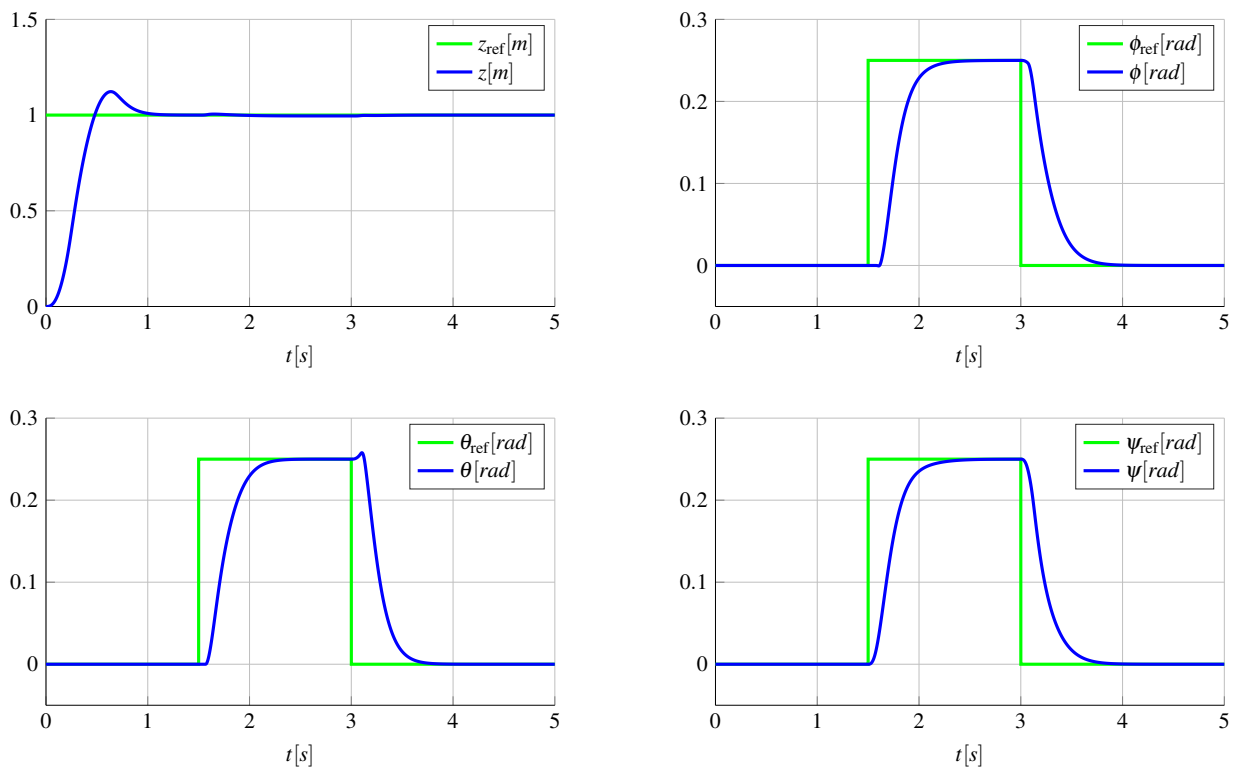 1.5
1
0.5
0
0 1 2 3 4 5
t[s]
z_ref[m]
z[m]
0.3
0.2
0.1
0
0 1 2 3 4 5
t[s]
ϕ_ref[rad]
ϕ[rad]
0.3
0.2
0.1
0
0 1 2 3 4 5
t[s]
θ_ref[rad]
θ[rad]
0.3
0.2
0.1
0
0 1 2 3 4 5
t[s]
ψ_ref[rad]
ψ[rad]